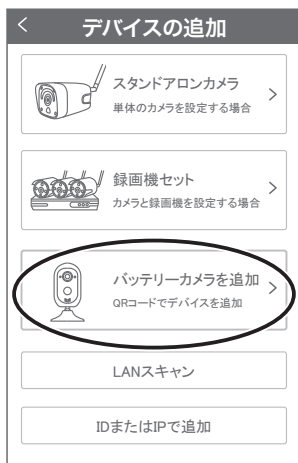 デバイスの追加
スタンドアロンカメラ
単体のカメラを設定する場合
録画機セット
カメラと録画機を設定する場合
バッテリーカメラを追加
QRコードでデバイスを追加
LANスキャン
IDまたはIPで追加